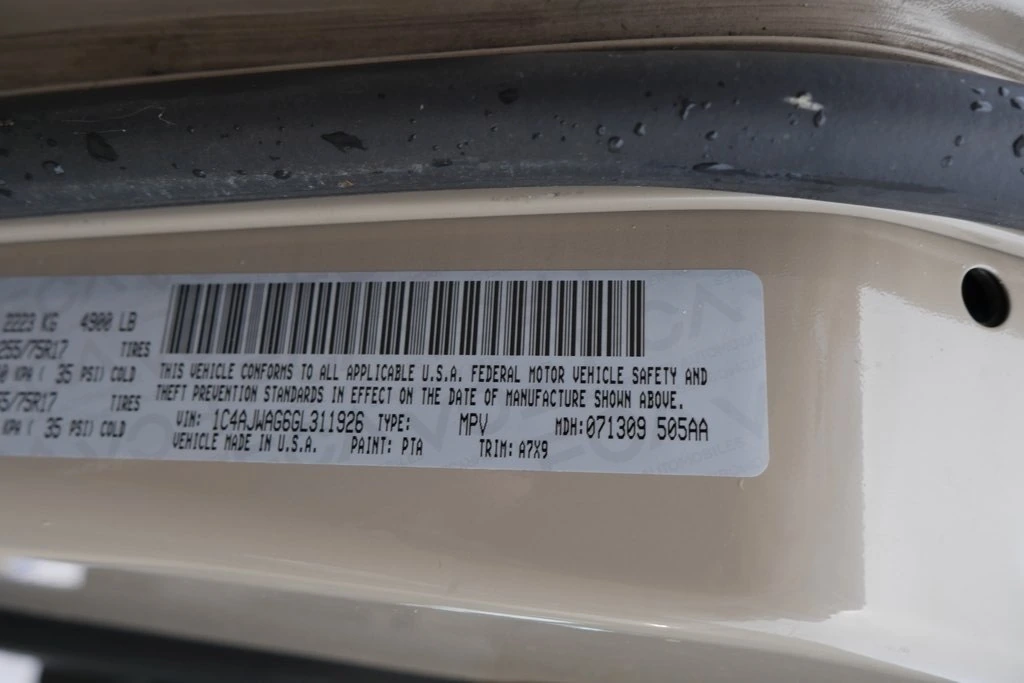 2223 KG 4900 LB
255/75R17 TIRES
KPA ( 35 PSI) COLD
/75R17 TIRES
KPA ( 35 PSI) COLD
THIS VEHICLE CONFORMS TO ALL APPLICABLE U.S.A. FEDERAL MOTOR VEHICLE SAFETY AND
THEFT PREVENTION STANDARDS IN EFFECT ON THE DATE OF MANUFACTURE SHOWN ABOVE.
VIN: 1C4AJWAG6GL311926 TYPE: MPV MDH: 071309 505AA
VEHICLE MADE IN U.S.A. PAINT: PTA TRIM: A7X9